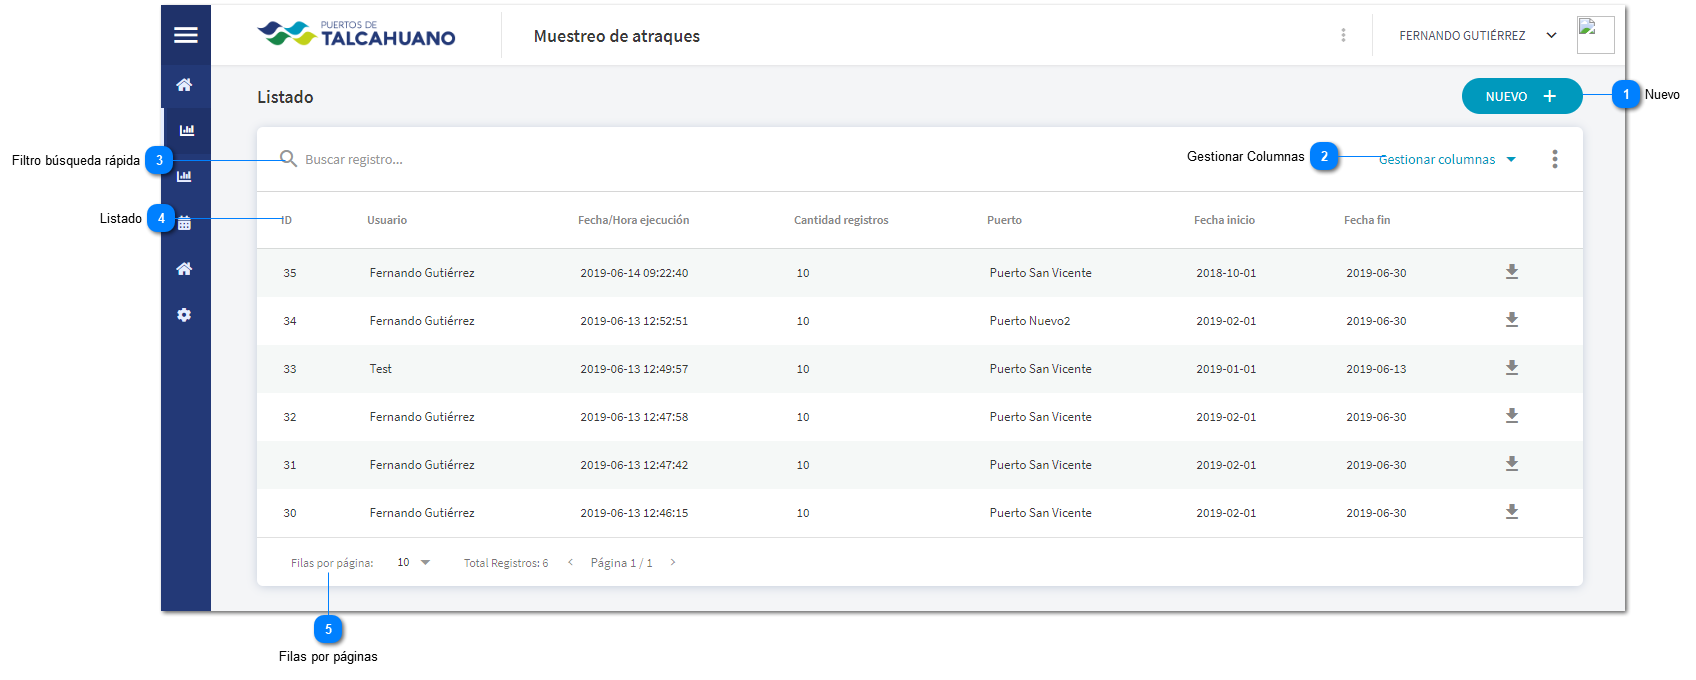 PUERTOS DE
TALCAHUANO
Muestreo de atraques
FERNANDO GUTIÉRREZ
Listado
NUEVO +
1 Nuevo
Filtro búsqueda rápida 3
Buscar registro...
Gestionar Columnas 2
Gestionar columnas
Listado 4
ID Usuario Fecha/Hora ejecución Cantidad registros Puerto Fecha inicio Fecha fin
35 Fernando Gutiérrez 2019-06-14 09:22:40 10 Puerto San Vicente 2018-10-01 2019-06-30
34 Fernando Gutiérrez 2019-06-13 12:52:51 10 Puerto Nuevo2 2019-02-01 2019-06-30
33 Test 2019-06-13 12:49:57 10 Puerto San Vicente 2019-01-01 2019-06-13
32 Fernando Gutiérrez 2019-06-13 12:47:58 10 Puerto San Vicente 2019-02-01 2019-06-30
31 Fernando Gutiérrez 2019-06-13 12:47:42 10 Puerto San Vicente 2019-02-01 2019-06-30
30 Fernando Gutiérrez 2019-06-13 12:46:15 10 Puerto San Vicente 2019-02-01 2019-06-30
Filas por página: 10 Total Registros: 6 < Página 1 / 1 >
5
Filas por páginas